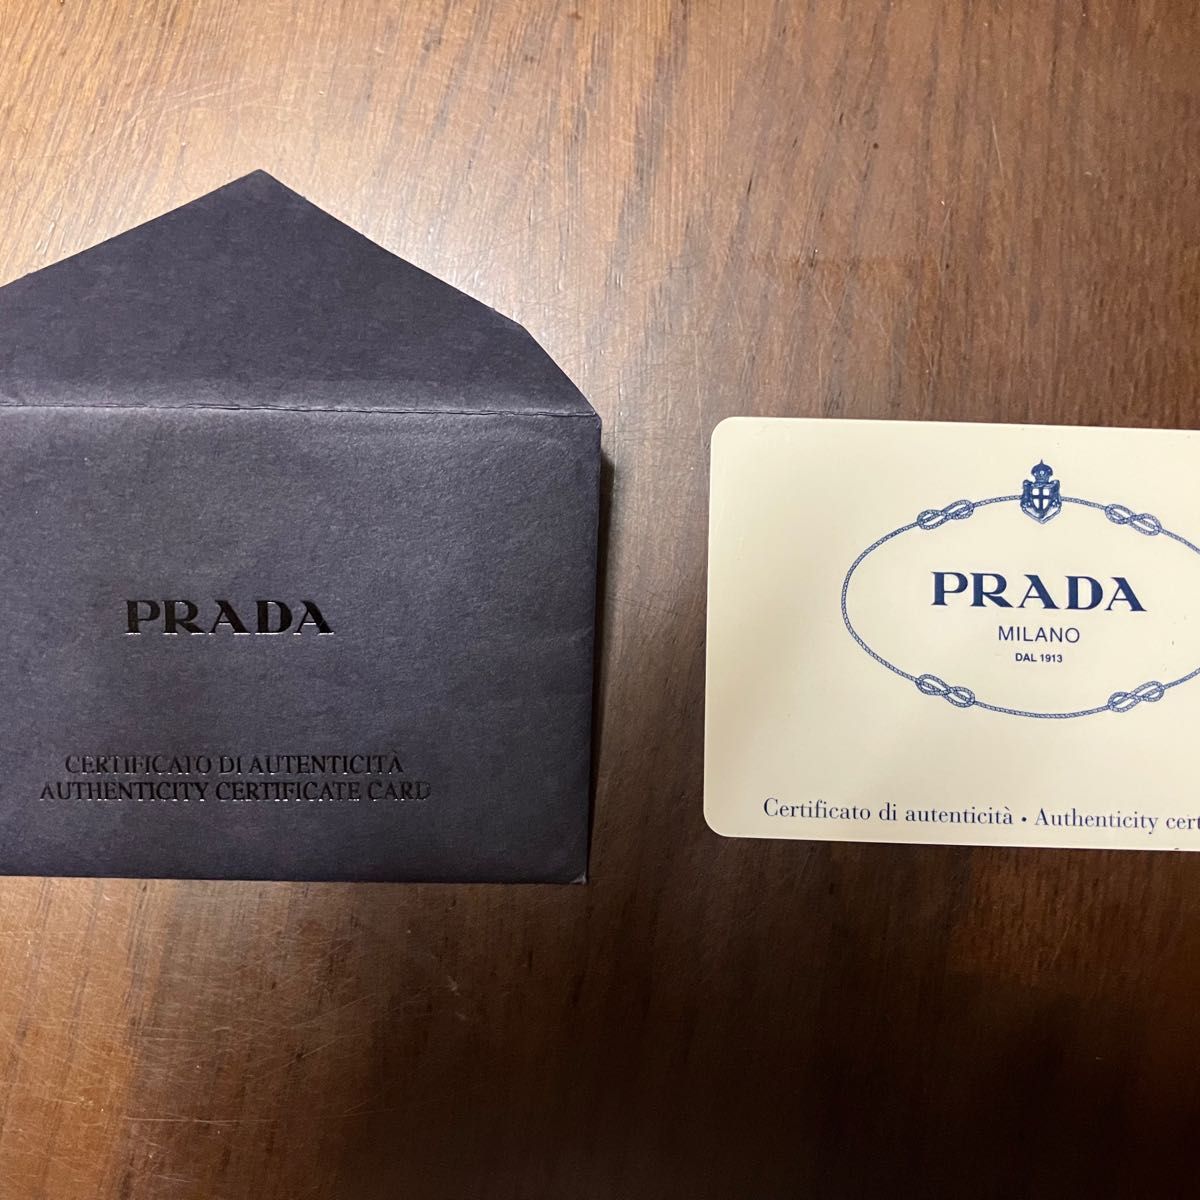 PRADA
CERTIFICATO DI AUTENTICITÀ
AUTHENTICITY CERTIFICATE CARD
PRADA
MILANO
DAL 1913
Certificato di autenticità • Authenticity cert